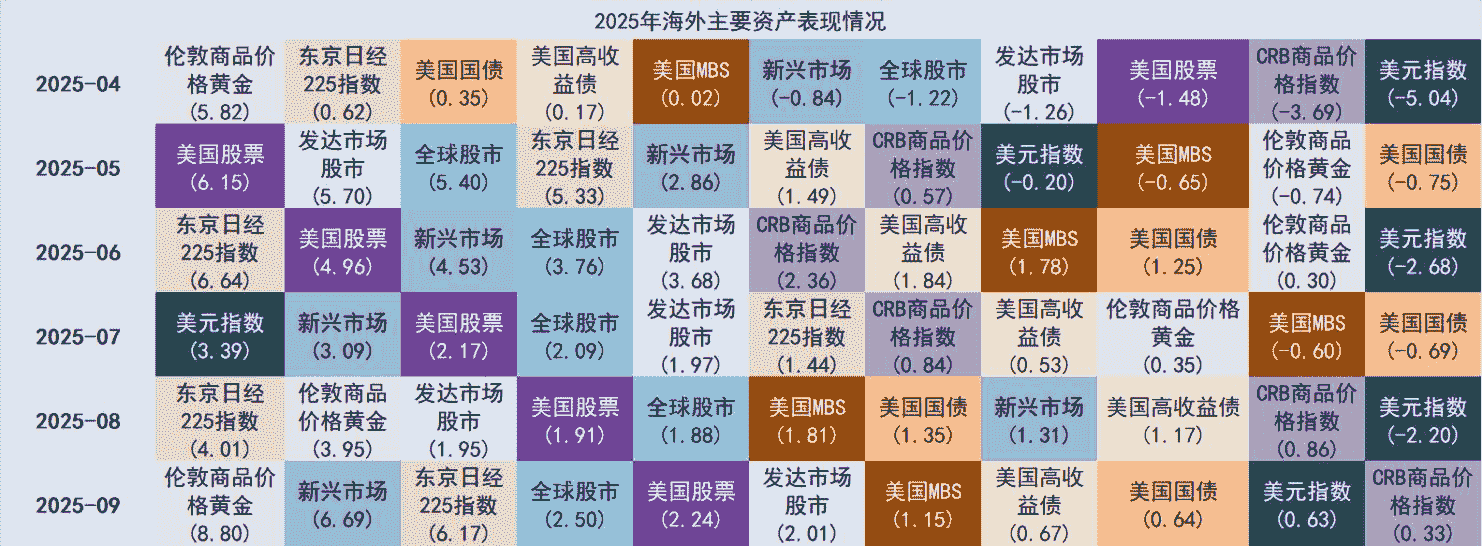 2025年海外主要资产表现情况
2025-04
伦敦商品价
格黄金
(5.82)
东京日经
225指数
(0.62)
美国国债
(0.35)
美国高收
益债
(0.17)
美国MBS
(0.02)
新兴市场
(-0.84)
全球股市
(-1.22)
发达市场
股市
(-1.26)
美国股票
(-1.48)
CRB商品价
格指数
(-3.69)
美元指数
(-5.04)
2025-05
美国股票
(6.15)
发达市场
股市
(5.70)
全球股市
(5.40)
东京日经
225指数
(5.33)
新兴市场
(2.86)
美国高收
益债
(1.49)
CRB商品价
格指数
(0.57)
美元指数
(-0.20)
美国MBS
(-0.65)
伦敦商品
价格黄金
(-0.74)
美国国债
(-0.75)
2025-06
东京日经
225指数
(6.64)
美国股票
(4.96)
新兴市场
(4.53)
全球股市
(3.76)
发达市场
股市
(3.68)
CRB商品价
格指数
(2.36)
美国高收
益债
(1.84)
美国MBS
(1.78)
美国国债
(1.25)
伦敦商品
价格黄金
(0.30)
美元指数
(-2.68)
2025-07
美元指数
(3.39)
新兴市场
(3.09)
美国股票
(2.17)
全球股市
(2.09)
发达市场
股市
(1.97)
东京日经
225指数
(1.44)
CRB商品价
格指数
(0.84)
美国高收
益债
(0.53)
伦敦商品价格
黄金
(0.35)
美国MBS
(-0.60)
美国国债
(-0.69)
2025-08
东京日经
225指数
(4.01)
伦敦商品
价格黄金
(3.95)
发达市场
股市
(1.95)
美国股票
(1.91)
全球股市
(1.88)
美国MBS
(1.81)
美国国债
(1.35)
新兴市场
(1.31)
美国高收益债
(1.17)
CRB商品价
格指数
(0.86)
美元指数
(-2.20)
2025-09
伦敦商品价
格黄金
(8.80)
新兴市场
(6.69)
东京日经
225指数
(6.17)
全球股市
(2.50)
美国股票
(2.24)
发达市场
股市
(2.01)
美国MBS
(1.15)
美国高收
益债
(0.67)
美国国债
(0.64)
美元指数
(0.63)
CRB商品价
格指数
(0.33)